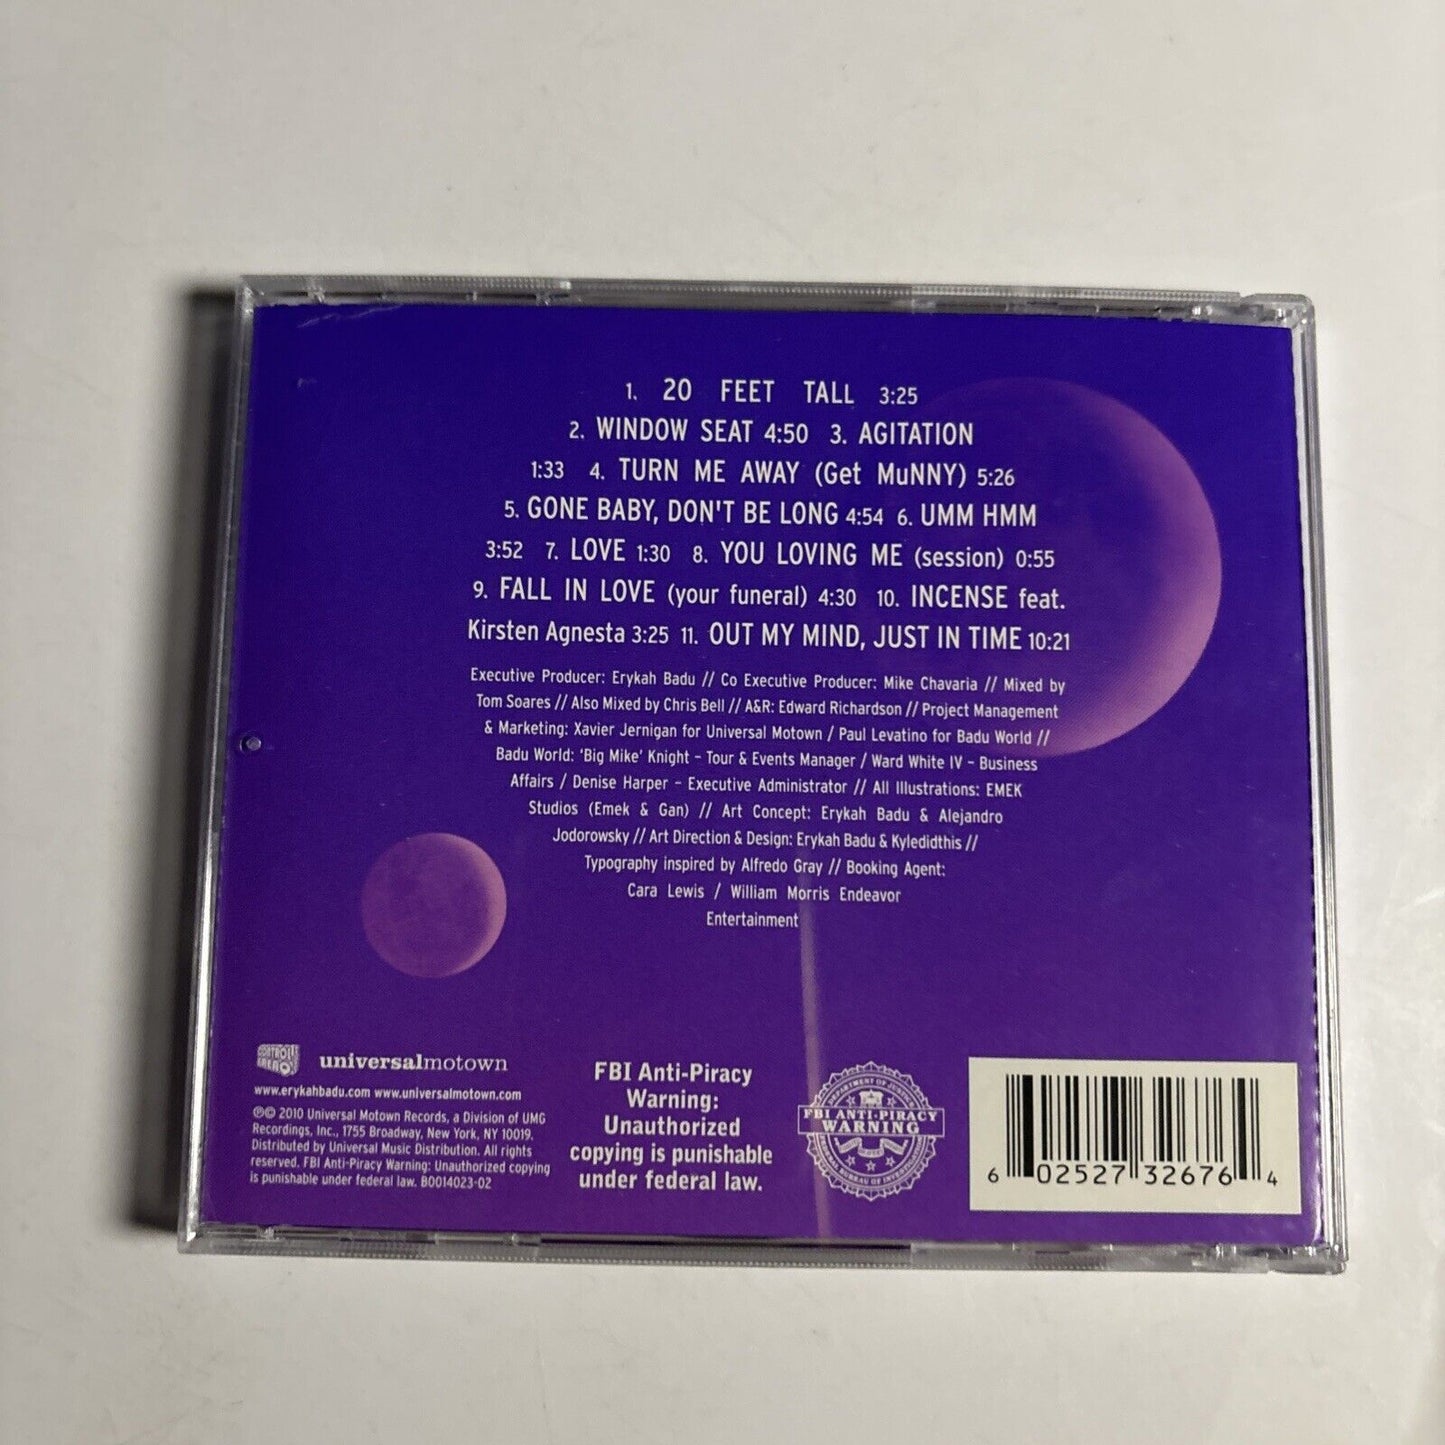 1. 20 FEET TALL 3:25
2. WINDOW SEAT 4:50 3. AGITATION
1:33 4. TURN ME AWAY (Get MuNNY) 5:26
5. GONE BABY, DON'T BE LONG 4:54 6. UMM HMM
3:52 7. LOVE 1:30 8. YOU LOVING ME (session) 0:55
9. FALL IN LOVE (your funeral) 4:30 10. INCENSE feat.
Kirsten Agnesta 3:25 11. OUT MY MIND, JUST IN TIME 10:21
Executive Producer: Erykah Badu // Co Executive Producer: Mike Chavaria // Mixed by
Tom Soares // Also Mixed by Chris Bell // A&R: Edward Richardson // Project Management
& Marketing: Xavier Jernigan for Universal Motown / Paul Levatino for Badu World //
Badu World: 'Big Mike' Knight – Tour & Events Manager / Ward White IV – Business
Affairs / Denise Harper – Executive Administrator // All Illustrations: EMEK
Studios (Emek & Gan) // Art Concept: Erykah Badu & Alejandro
Jodorowsky // Art Direction & Design: Erykah Badu & Kyledidthis //
Typography inspired by Alfredo Gray // Booking Agent:
Cara Lewis / William Morris Endeavor
Entertainment
CONTROL
universalmotown
www.erykahbadu.com www.universalmotown.com
℗© 2010 Universal Motown Records, a Division of UMG
Recordings, Inc., 1755 Broadway, New York, NY 10019.
Distributed by Universal Music Distribution. All rights
reserved. FBI Anti-Piracy Warning: Unauthorized copying
is punishable under federal law. B0014023-02
FBI Anti-Piracy
Warning:
Unauthorized
copying is punishable
under federal law.
DEPARTMENT OF JUSTICE
FBI ANTI-PIRACY
WARNING
FEDERAL BUREAU OF INVESTIGATION
6 02527 32676 4